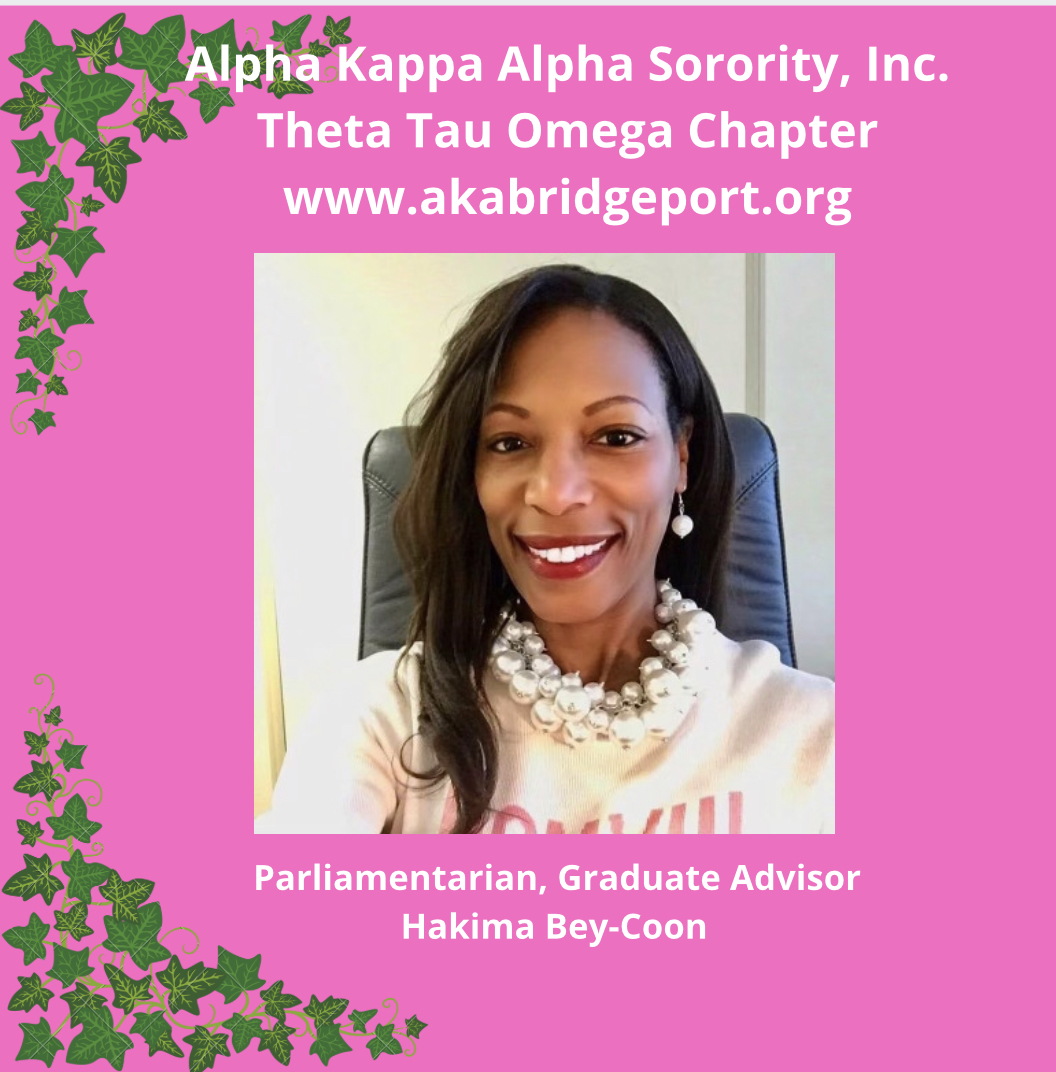 Alpha Kappa Alpha Sorority, Inc.
Theta Tau Omega Chapter
www.akabridgeport.org
Parliamentarian, Graduate Advisor
Hakima Bey-Coon